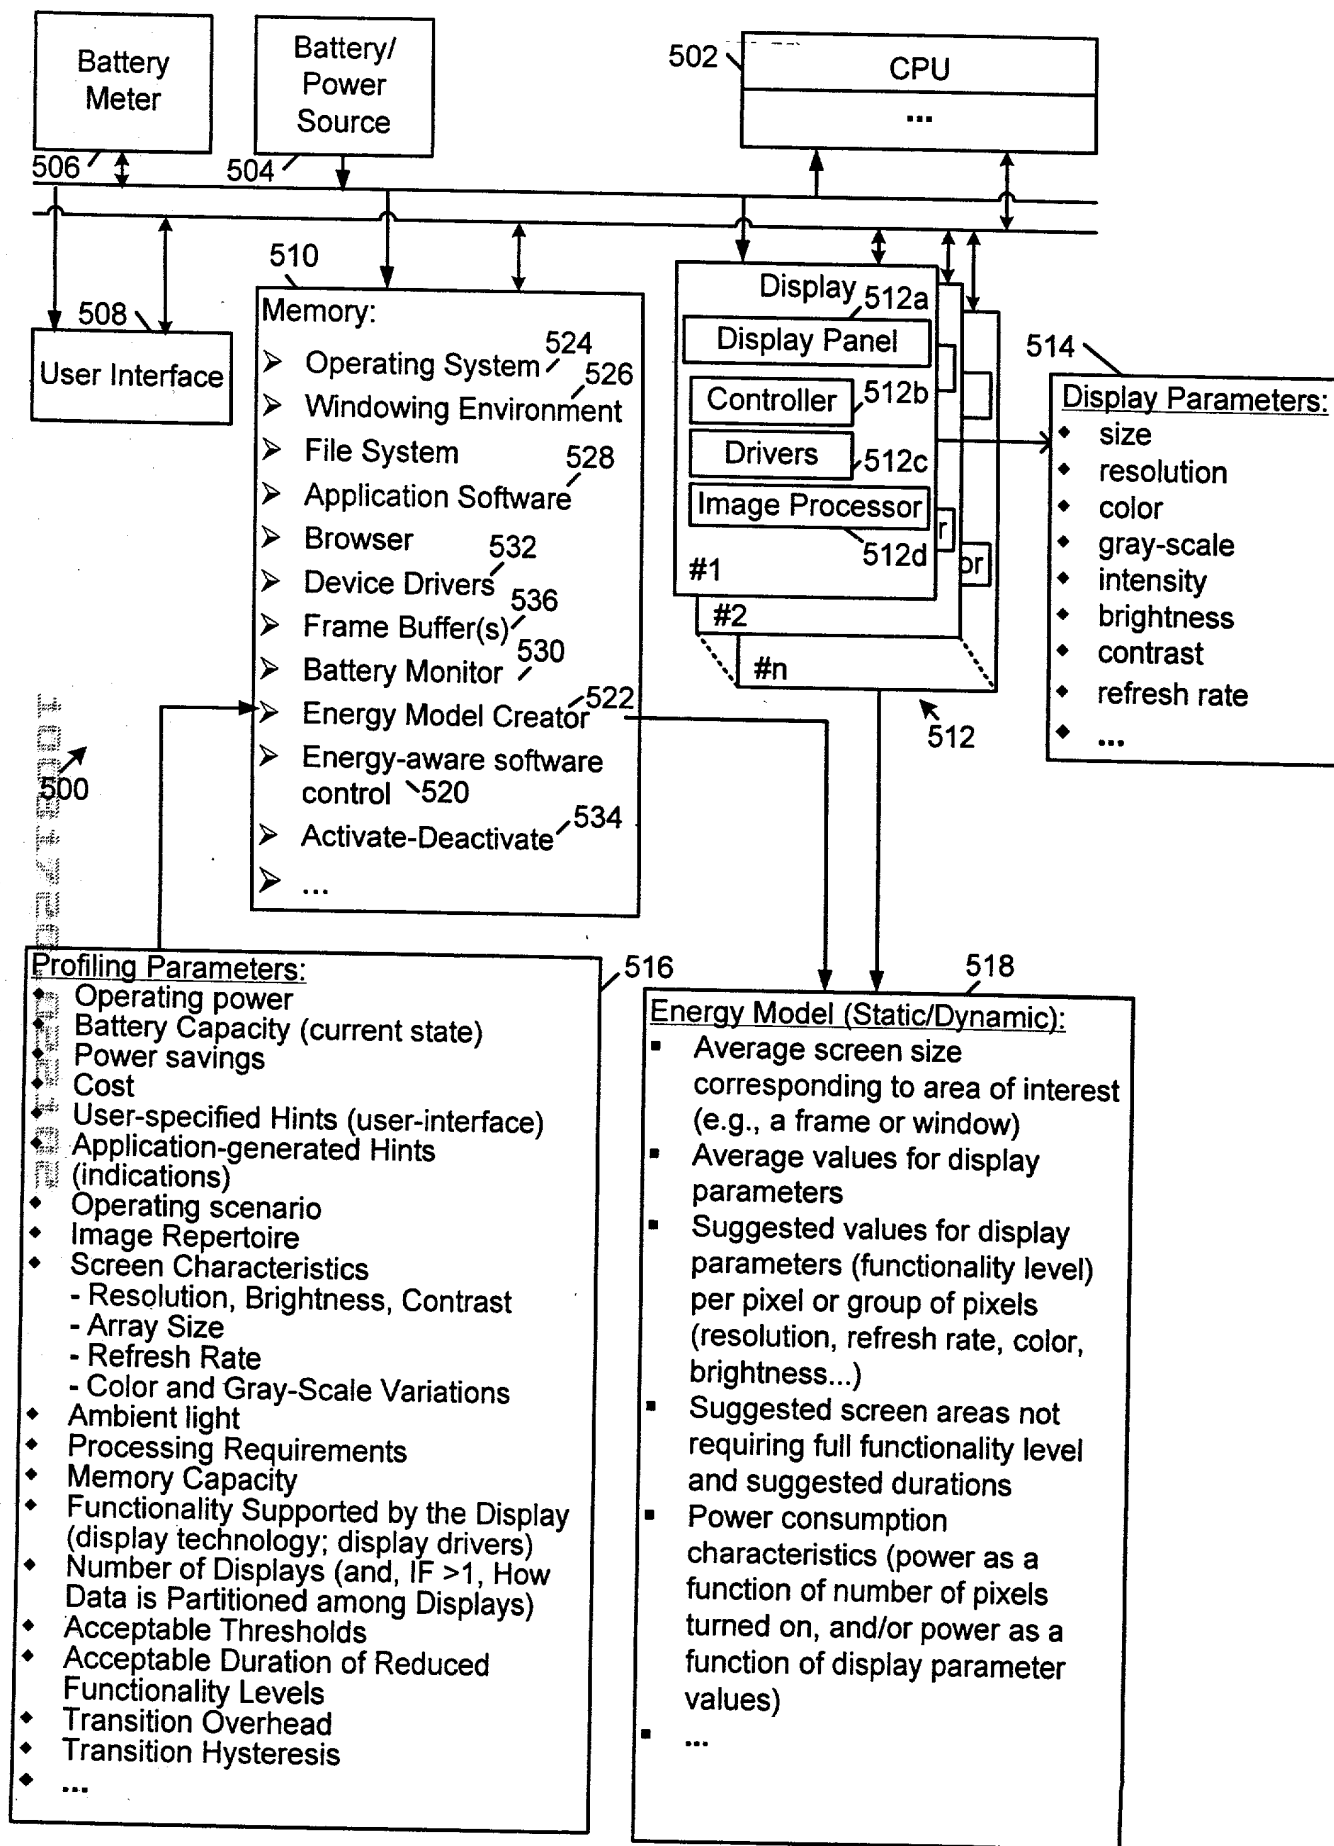 Battery
Meter
506
Battery/
Power
Source
504
502
CPU
...
508
User Interface
510
Memory:
➢ Operating System 524
➢ Windowing Environment 526
➢ File System
➢ Application Software 528
➢ Browser
➢ Device Drivers 532
➢ Frame Buffer(s) 536
➢ Battery Monitor 530
➢ Energy Model Creator 522
➢ Energy-aware software
control 520
➢ Activate-Deactivate 534
➢ ...
500
Display
512a
Display Panel
Controller 512b
Drivers 512c
Image Processor
512d
#1
r
#2
or
#n
512
514
Display Parameters:
◆ size
◆ resolution
◆ color
◆ gray-scale
◆ intensity
◆ brightness
◆ contrast
◆ refresh rate
◆ ...
516
Profiling Parameters:
◆ Operating power
◆ Battery Capacity (current state)
◆ Power savings
◆ Cost
◆ User-specified Hints (user-interface)
◆ Application-generated Hints
(indications)
◆ Operating scenario
◆ Image Repertoire
◆ Screen Characteristics
- Resolution, Brightness, Contrast
- Array Size
- Refresh Rate
- Color and Gray-Scale Variations
◆ Ambient light
◆ Processing Requirements
◆ Memory Capacity
◆ Functionality Supported by the Display
(display technology; display drivers)
◆ Number of Displays (and, IF >1, How
Data is Partitioned among Displays)
◆ Acceptable Thresholds
◆ Acceptable Duration of Reduced
Functionality Levels
◆ Transition Overhead
◆ Transition Hysteresis
◆ ...
518
Energy Model (Static/Dynamic):
▪ Average screen size
corresponding to area of interest
(e.g., a frame or window)
▪ Average values for display
parameters
▪ Suggested values for display
parameters (functionality level)
per pixel or group of pixels
(resolution, refresh rate, color,
brightness...)
▪ Suggested screen areas not
requiring full functionality level
and suggested durations
▪ Power consumption
characteristics (power as a
function of number of pixels
turned on, and/or power as a
function of display parameter
values)
▪ ...